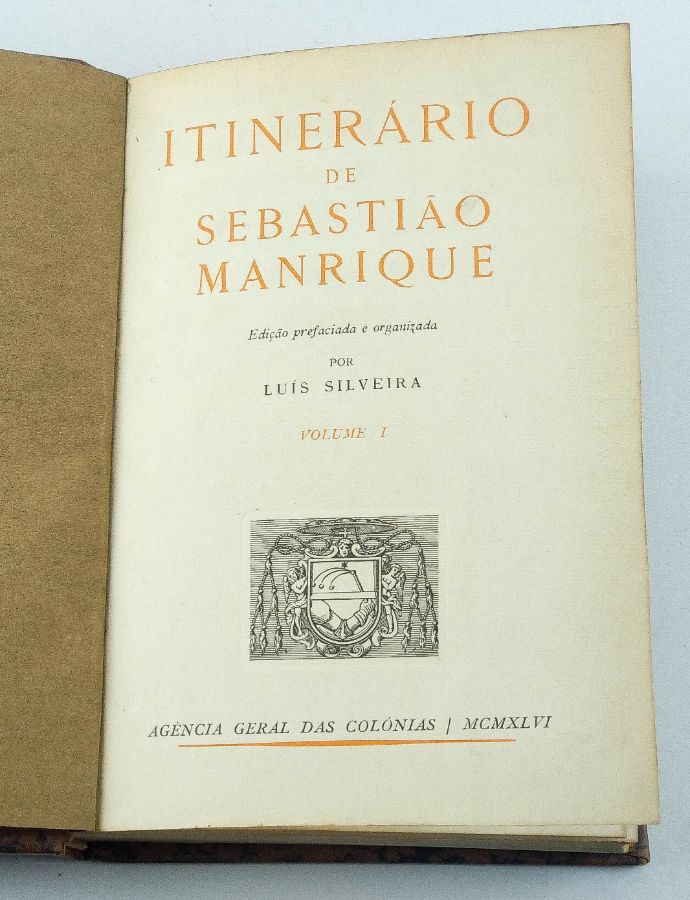 ITINERÁRIO
DE
SEBASTIÃO
MANRIQUE
Edição prefaciada e organizada
POR
LUÍS SILVEIRA
VOLUME I
AGÊNCIA GERAL DAS COLÓNIAS / MCMXLVI